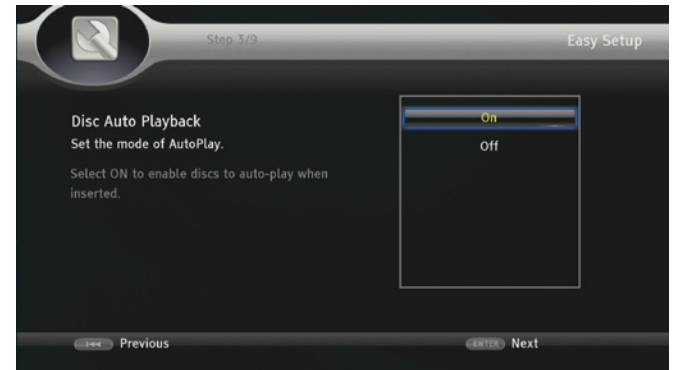 Step 3/9
Easy Setup
Disc Auto Playback
Set the mode of AutoPlay.
Select ON to enable discs to auto-play when
inserted.
On
Off
Previous
ENTER Next